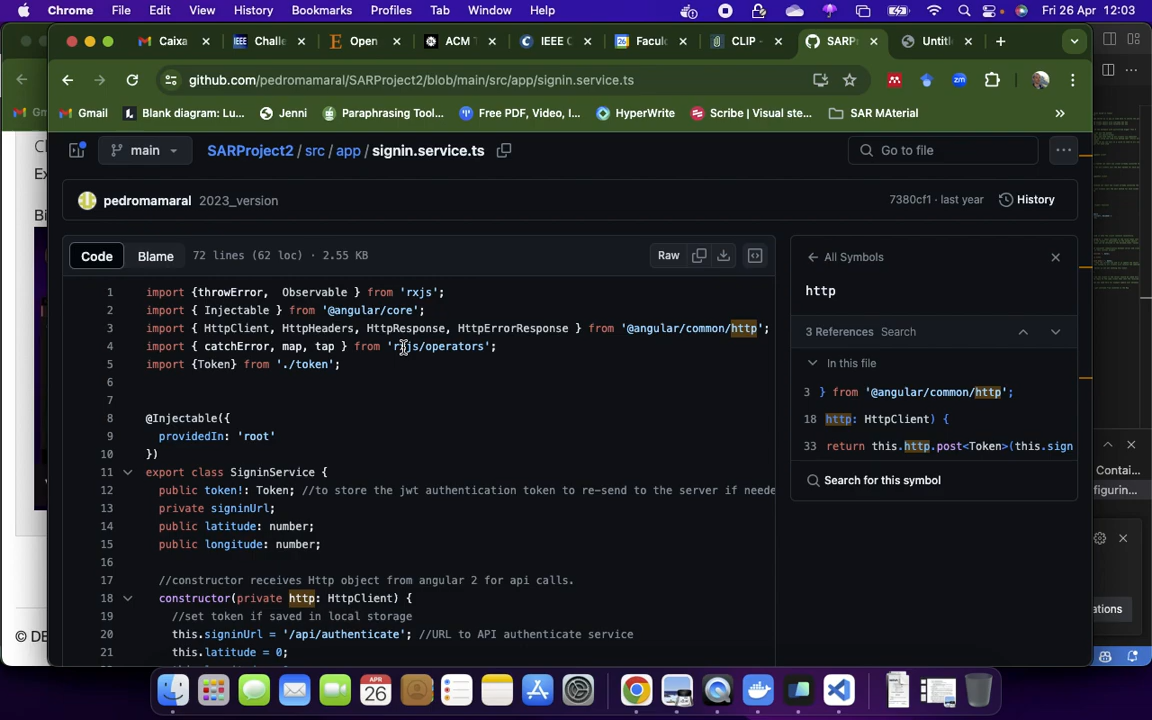 Chrome File Edit View History Bookmarks Profiles Tab Window Help Fri 26 Apr 12:03
Caixa Challe Open ACM T IEEE C Facul CLIP - SARP Untitl
github.com/pedromamaral/SARProject2/blob/main/src/app/signin.service.ts
Gmail Blank diagram: Lu... Jenni Paraphrasing Tool... Free PDF, Video, I... HyperWrite Scribe | Visual ste... SAR MAterial »
main SARProject2 / src / app / signin.service.ts Go to file
pedromamaral 2023_version 7380cf1 · last year History
Code Blame 72 lines (62 loc) · 2.55 KB Raw
1 import {throwError, Observable } from 'rxjs';
2 import { Injectable } from '@angular/core';
3 import { HttpClient, HttpHeaders, HttpResponse, HttpErrorResponse } from '@angular/common/http';
4 import { catchError, map, tap } from 'rxjs/operators';
5 import {Token} from './token';
6
7
8 @Injectable({
9 providedIn: 'root'
10 })
11 export class SigninService {
12 public token!: Token; //to store the jwt authentication token to re-send to the server if neede
13 private signinUrl;
14 public latitude: number;
15 public longitude: number;
16
17 //constructor receives Http object from angular 2 for api calls.
18 constructor(private http: HttpClient) {
19 //set token if saved in local storage
20 this.signinUrl = '/api/authenticate'; //URL to API authenticate service
21 this.latitude = 0;
All Symbols
http
3 References Search
In this file
3 } from '@angular/common/http';
18 http: HttpClient) {
33 return this.http.post<Token>(this.sign
Search for this symbol
Contai...
figurin...
ations
Ex
Bi
© DE
APR
26